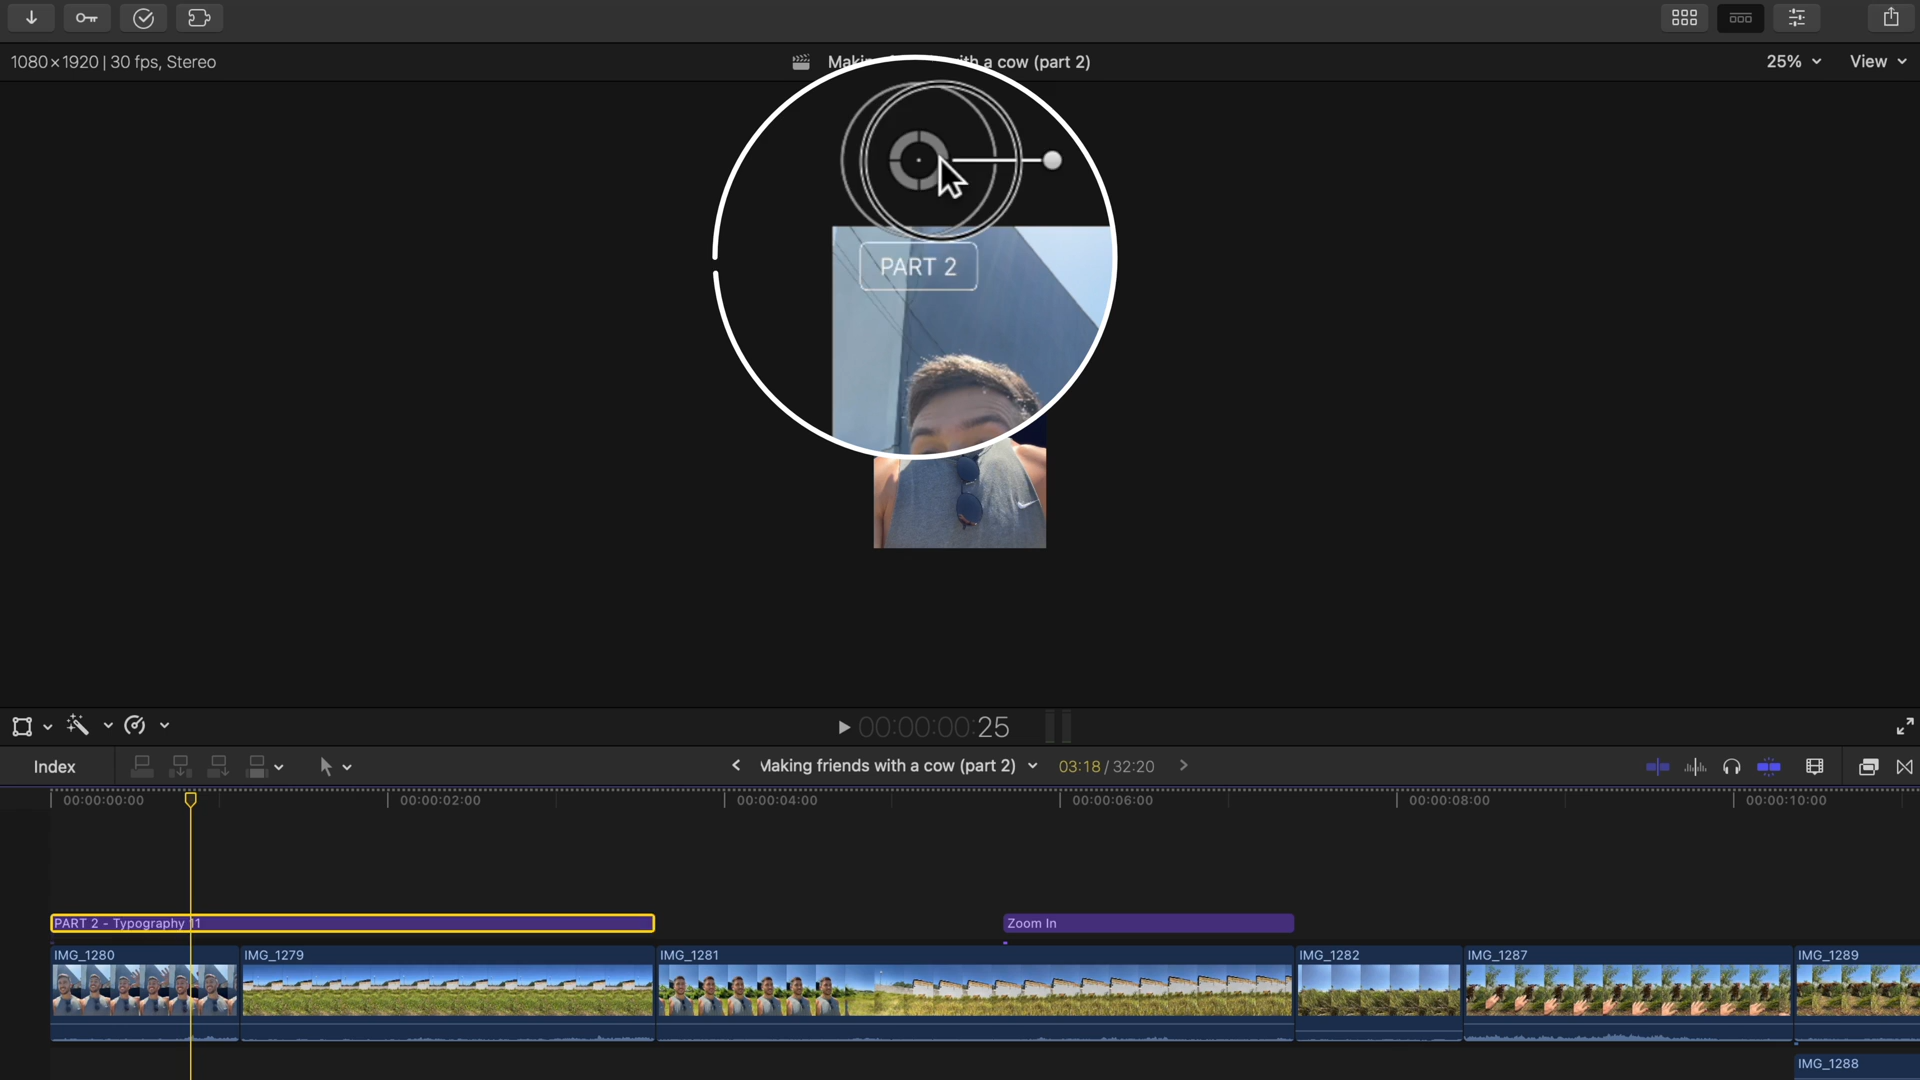 1080×1920 | 30 fps, Stereo
with a cow (part 2)
25%
View
PART 2
00:00:00:25
Index
Making friends with a cow (part 2)
03:18 / 32:20
00:00:00:00
00:00:02:00
00:00:04:00
00:00:06:00
00:00:08:00
00:00:10:00
PART 2 - Typography 11
Zoom In
IMG_1280
IMG_1279
IMG_1281
IMG_1282
IMG_1287
IMG_1289
IMG_1288